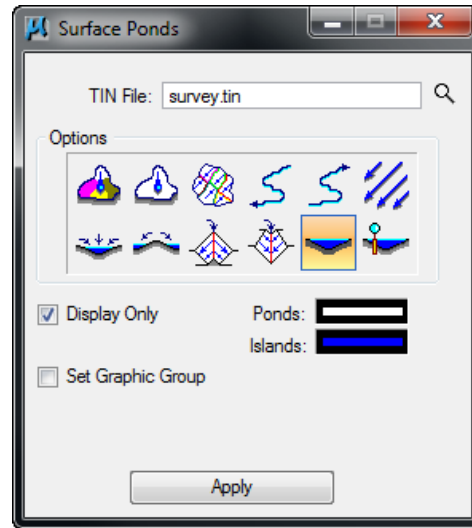 Surface Ponds
TIN File: survey.tin
Options
Display Only
Ponds:
Islands:
Set Graphic Group
Apply